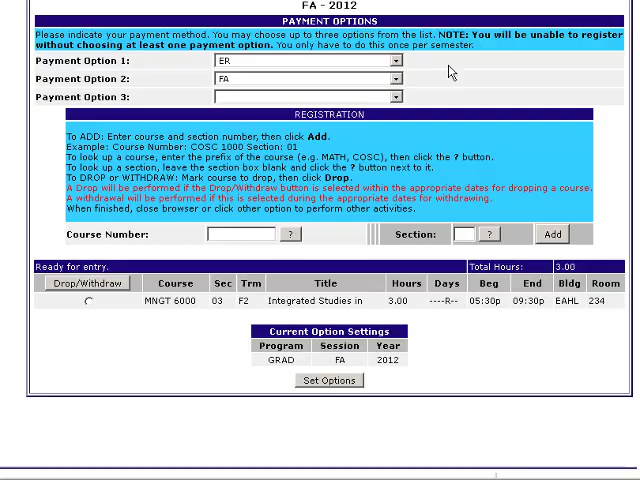 FA - 2012
PAYMENT OPTIONS
Please indicate your payment method. You may choose up to three options from the list. NOTE: You will be unable to register
without choosing at least one payment option. You only have to do this once per semester.
Payment Option 1: ER
Payment Option 2: FA
Payment Option 3:
REGISTRATION
To ADD: Enter course and section number, then click Add.
Example: Course Number: COSC 1000 Section: 01
To look up a course, enter the prefix of the course (e.g. MATH, COSC), then click the ? button.
To look up a section, leave the section box blank and click the ? button next to it.
To DROP or WITHDRAW: Mark course to drop, then click Drop.
A Drop will be performed if the Drop/Withdraw button is selected within the appropriate dates for dropping a course.
A withdrawal will be performed if this is selected during the appropriate dates for withdrawing.
When finished, close browser or click other option to perform other activities.
Course Number: ? Section: ? Add
Ready for entry. Total Hours: 3.00
Drop/Withdraw Course Sec Trm Title Hours Days Beg End Bldg Room
MNGT 6000 03 F2 Integrated Studies in 3.00 ----R-- 05:30p 09:30p EAHL 234
Current Option Settings
Program Session Year
GRAD FA 2012
Set Options